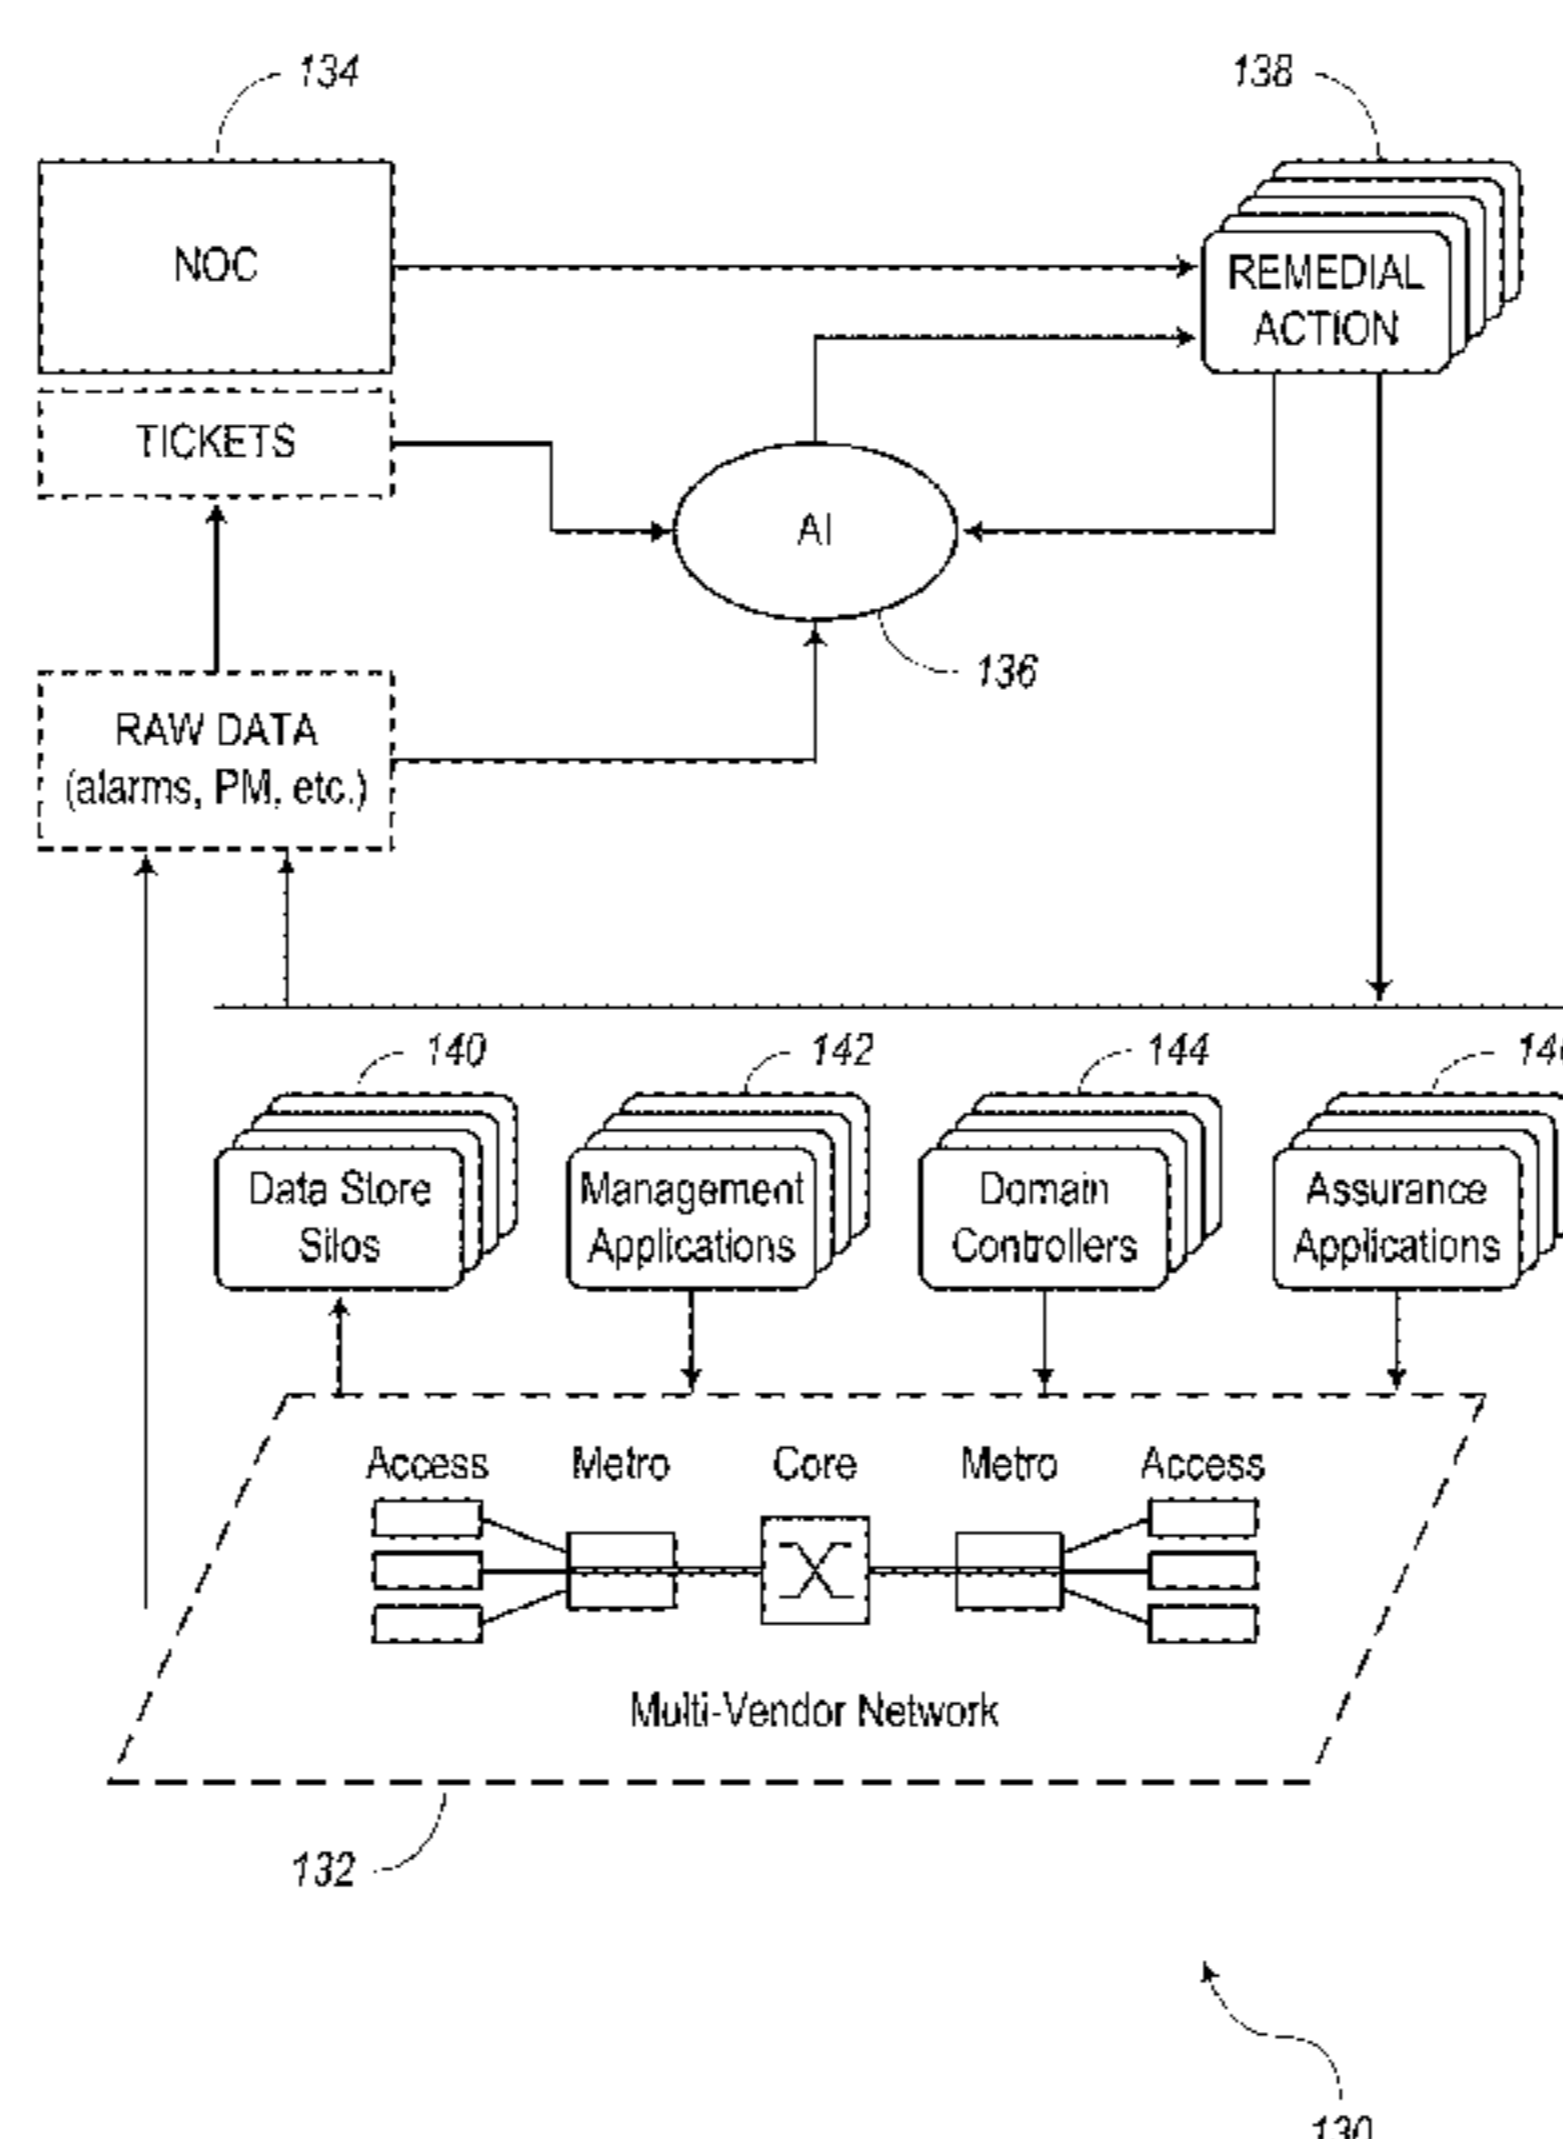 134
138
NOC
REMEDIAL
ACTION
TICKETS
AI
136
RAW DATA
(alarms, PM, etc.)
140
142
144
Data Store
Silos
Management
Applications
Domain
Controllers
Assurance
Applications
Access
Metro
Core
Metro
Access
Multi-Vendor Network
132
130